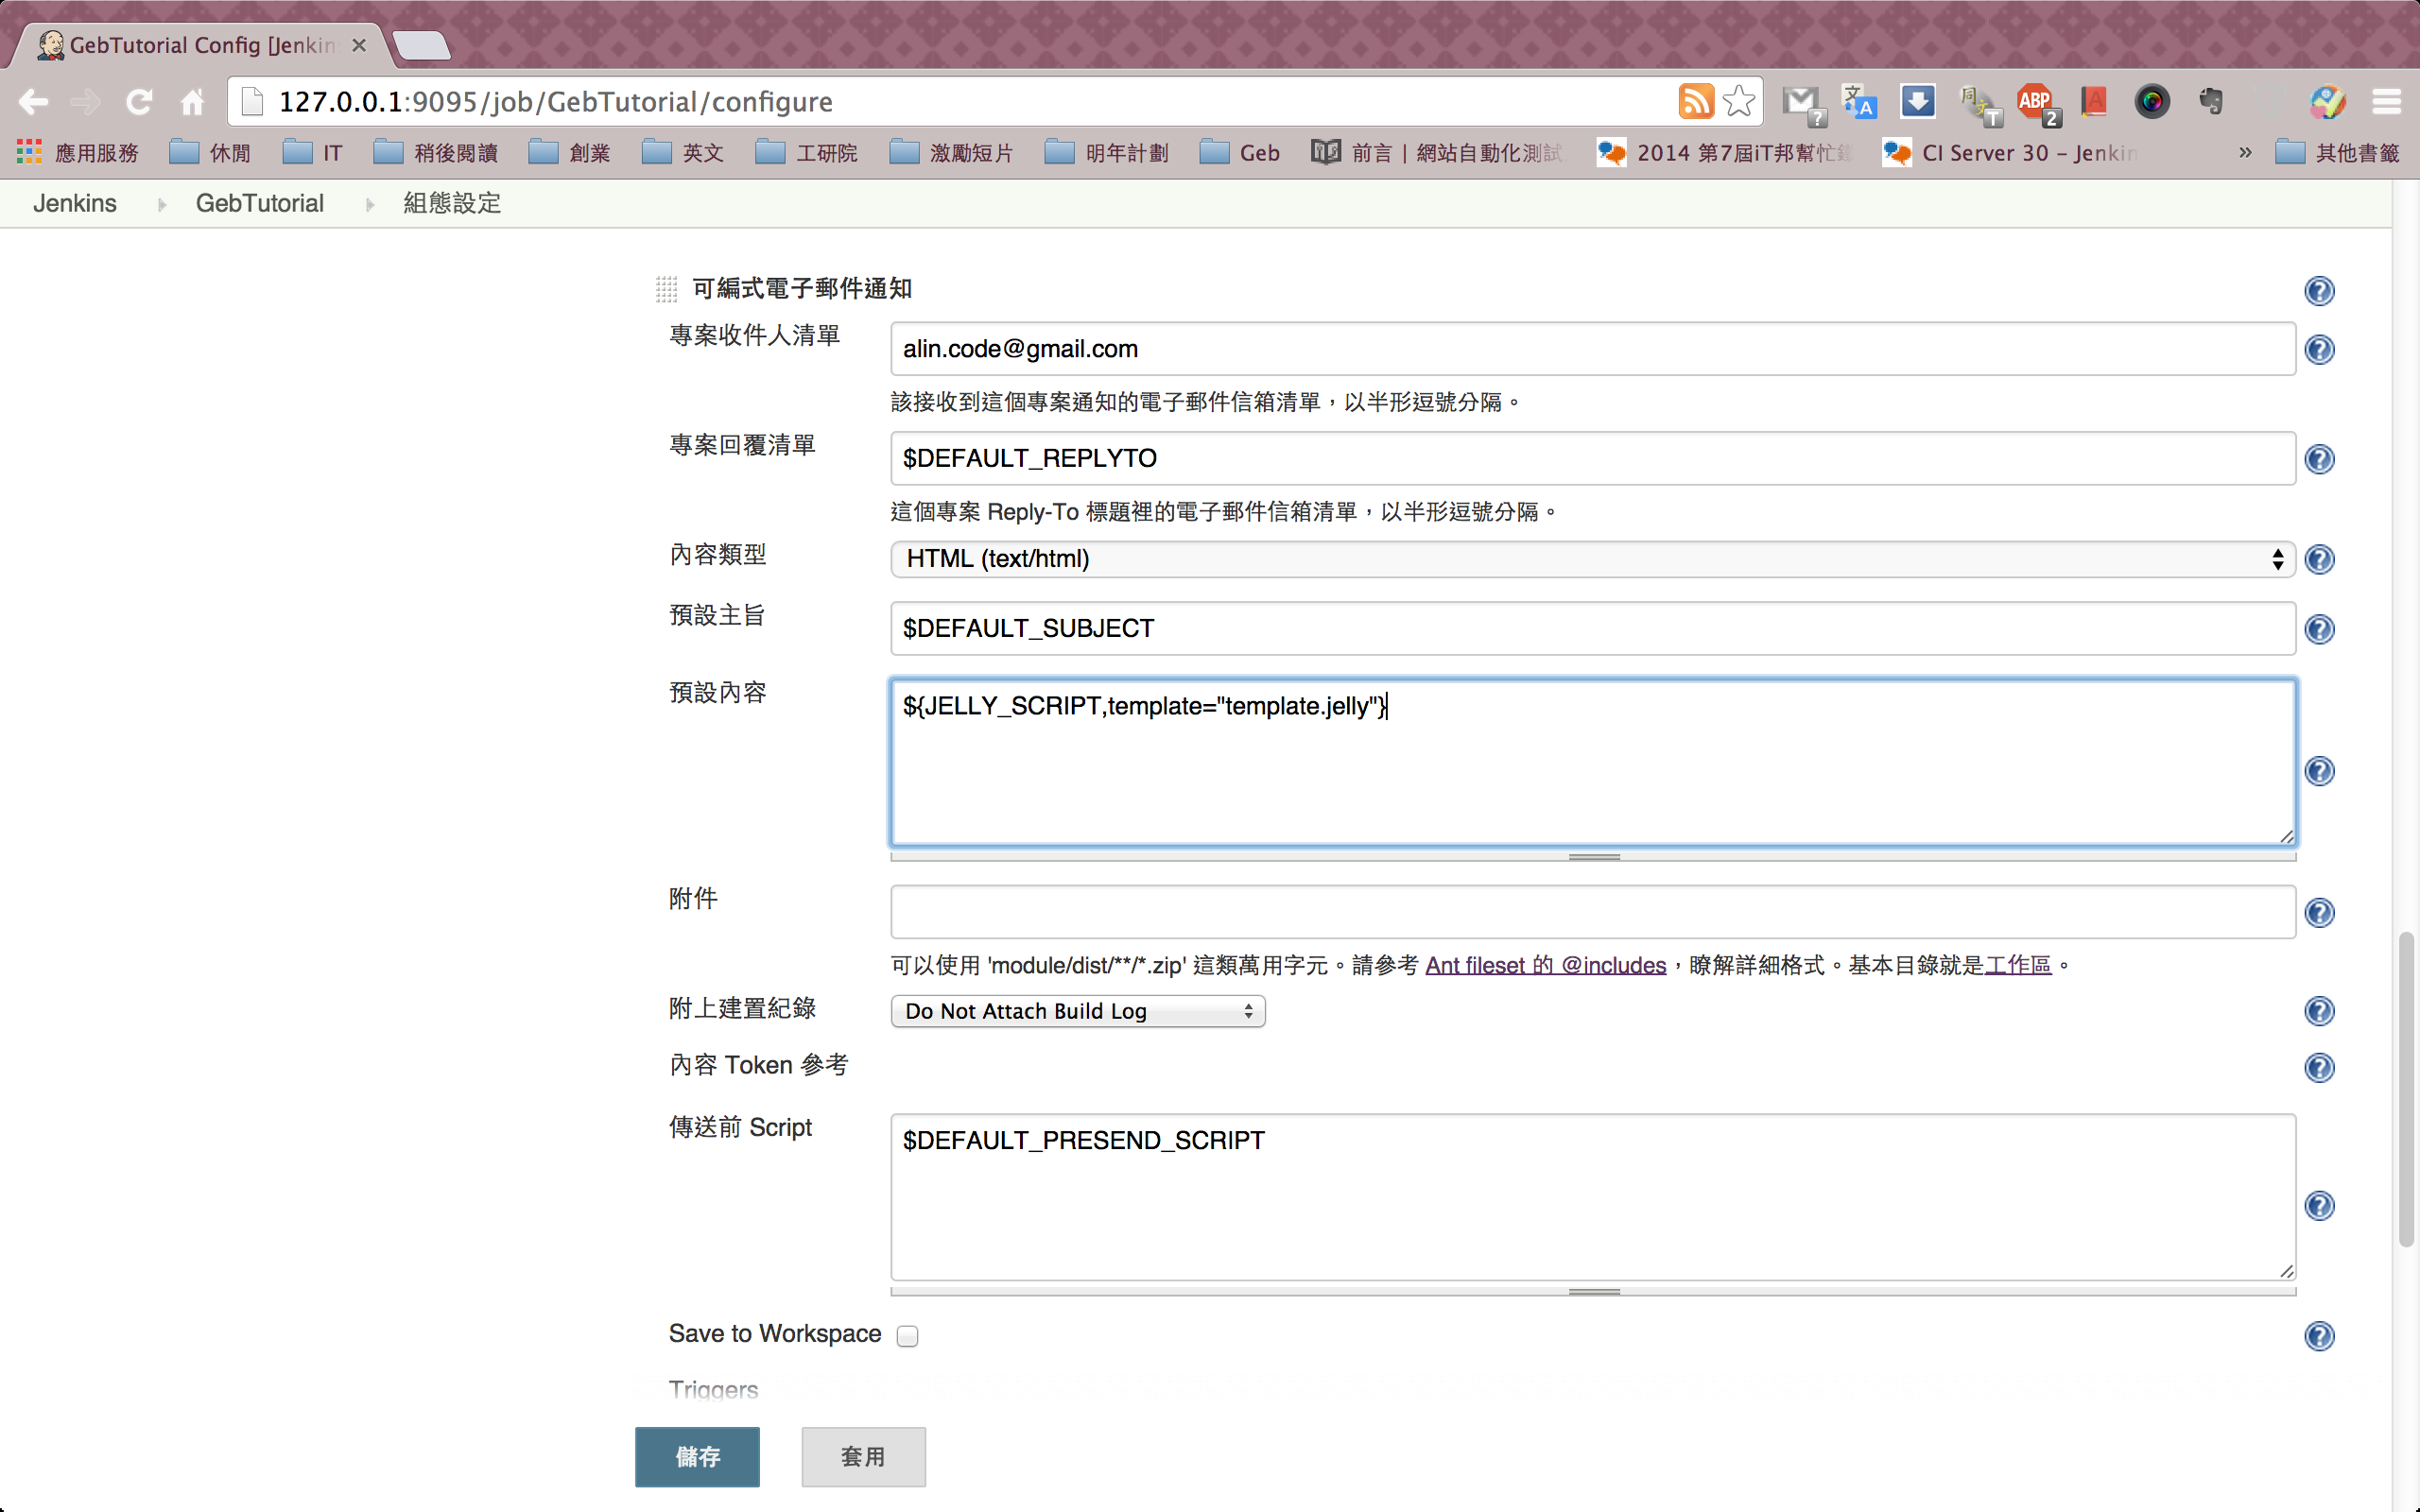 GebTutorial Config [Jenkin
127.0.0.1:9095/job/GebTutorial/configure
?
T
ABP
2
應用服務
休閒
IT
稍後閱讀
創業
英文
工研院
激勵短片
明年計劃
Geb
前言 | 網站自動化測試
2014 第7屆iT邦幫忙鐵
CI Server 30 – Jenkin
»
其他書籤
Jenkins
GebTutorial
組態設定
可編式電子郵件通知
專案收件人清單
alin.code@gmail.com
該接收到這個專案通知的電子郵件信箱清單，以半形逗號分隔。
專案回覆清單
$DEFAULT_REPLYTO
這個專案 Reply-To 標題裡的電子郵件信箱清單，以半形逗號分隔。
內容類型
HTML (text/html)
預設主旨
$DEFAULT_SUBJECT
預設內容
${JELLY_SCRIPT,template="template.jelly"}
附件
可以使用 'module/dist/**/*.zip' 這類萬用字元。請參考 Ant fileset 的 @includes，瞭解詳細格式。基本目錄就是工作區。
附上建置紀錄
Do Not Attach Build Log
內容 Token 參考
傳送前 Script
$DEFAULT_PRESEND_SCRIPT
Save to Workspace
Triggers
儲存
套用